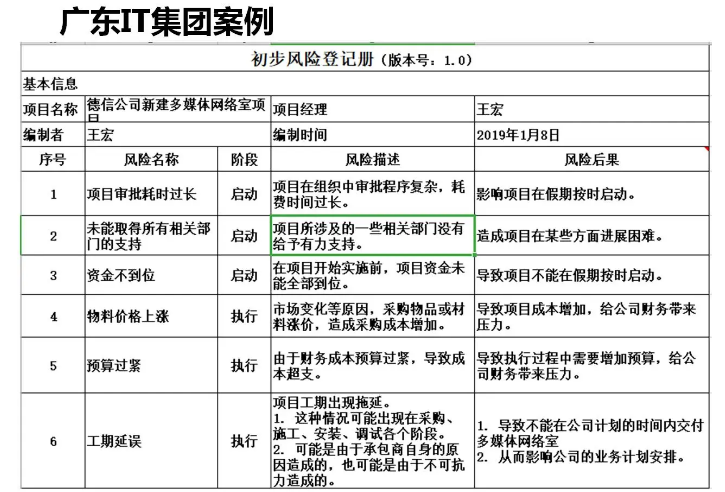 广东IT集团案例
初步风险登记册（版本号：1.0）
基本信息
项目名称 德信公司新建多媒体网络室项目 项目经理 王宏
编制者 王宏 编制时间 2019年1月8日
序号 风险名称 阶段 风险描述 风险后果
1 项目审批耗时过长 启动 项目在组织中审批程序复杂，耗费时间过长。 影响项目在假期按时启动。
2 未能取得所有相关部门的支持 启动 项目所涉及的一些相关部门没有给予有力支持。 造成项目在某些方面进展困难。
3 资金不到位 启动 在项目开始实施前，项目资金未能全部到位。 导致项目不能在假期按时启动。
4 物料价格上涨 执行 市场变化等原因，采购物品或材料涨价，造成采购成本增加。 导致项目成本增加，给公司财务带来压力。
5 预算过紧 执行 由于财务成本预算过紧，导致成本超支。 导致执行过程中需要增加预算，给公司财务带来压力。
6 工期延误 执行 项目工期出现拖延。
1. 这种情况可能出现在采购、施工、安装、调试各个阶段。
2. 可能是由于承包商自身的原因造成的，也可能是由于不可抗力造成的。
1. 导致不能在公司计划的时间内交付多媒体网络室
2. 从而影响公司的业务计划安排。